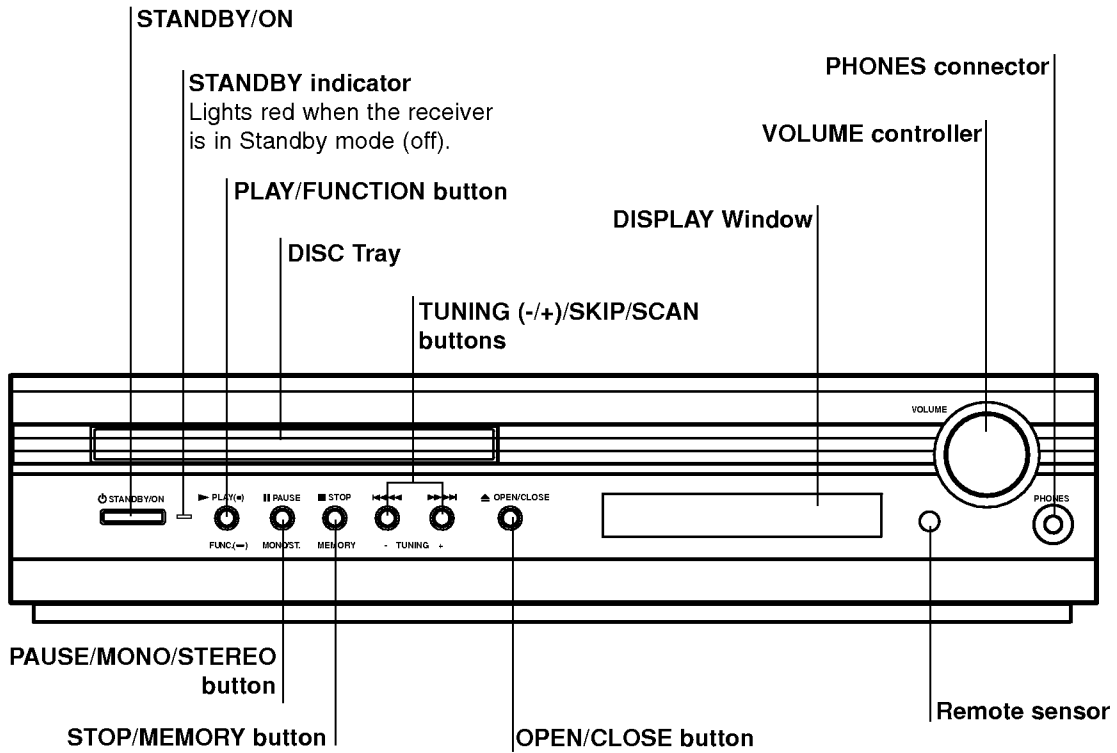 STANDBY/ON
STANDBY indicator
Lights red when the receiver
is in Standby mode (off).
PLAY/FUNCTION button
DISC Tray
TUNING (-/+)/SKIP/SCAN
buttons
PHONES connector
VOLUME controller
DISPLAY Window
VOLUME
STANDBY/ON
PLAY(■)
PAUSE
STOP
OPEN/CLOSE
PHONES
FUNC.(▬)
MONO/ST.
MEMORY
- TUNING +
PAUSE/MONO/STEREO
button
STOP/MEMORY button
OPEN/CLOSE button
Remote sensor